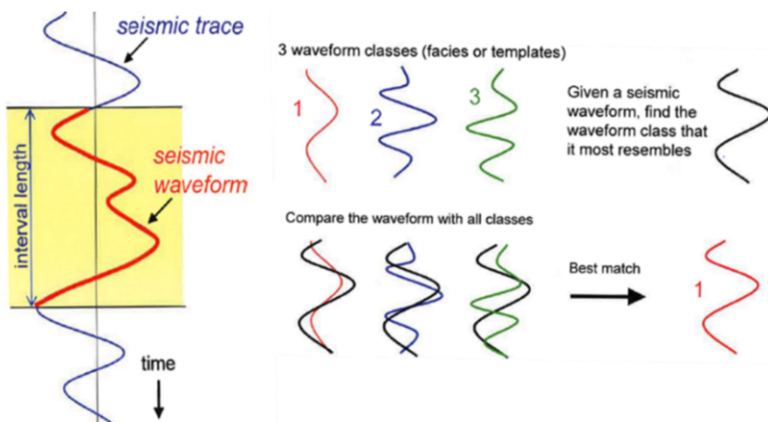 seismic trace
interval length
seismic
waveform
time
3 waveform classes (facies or templates)
1
2
3
Given a seismic
waveform, find the
waveform class that
it most resembles
Compare the waveform with all classes
Best match
1